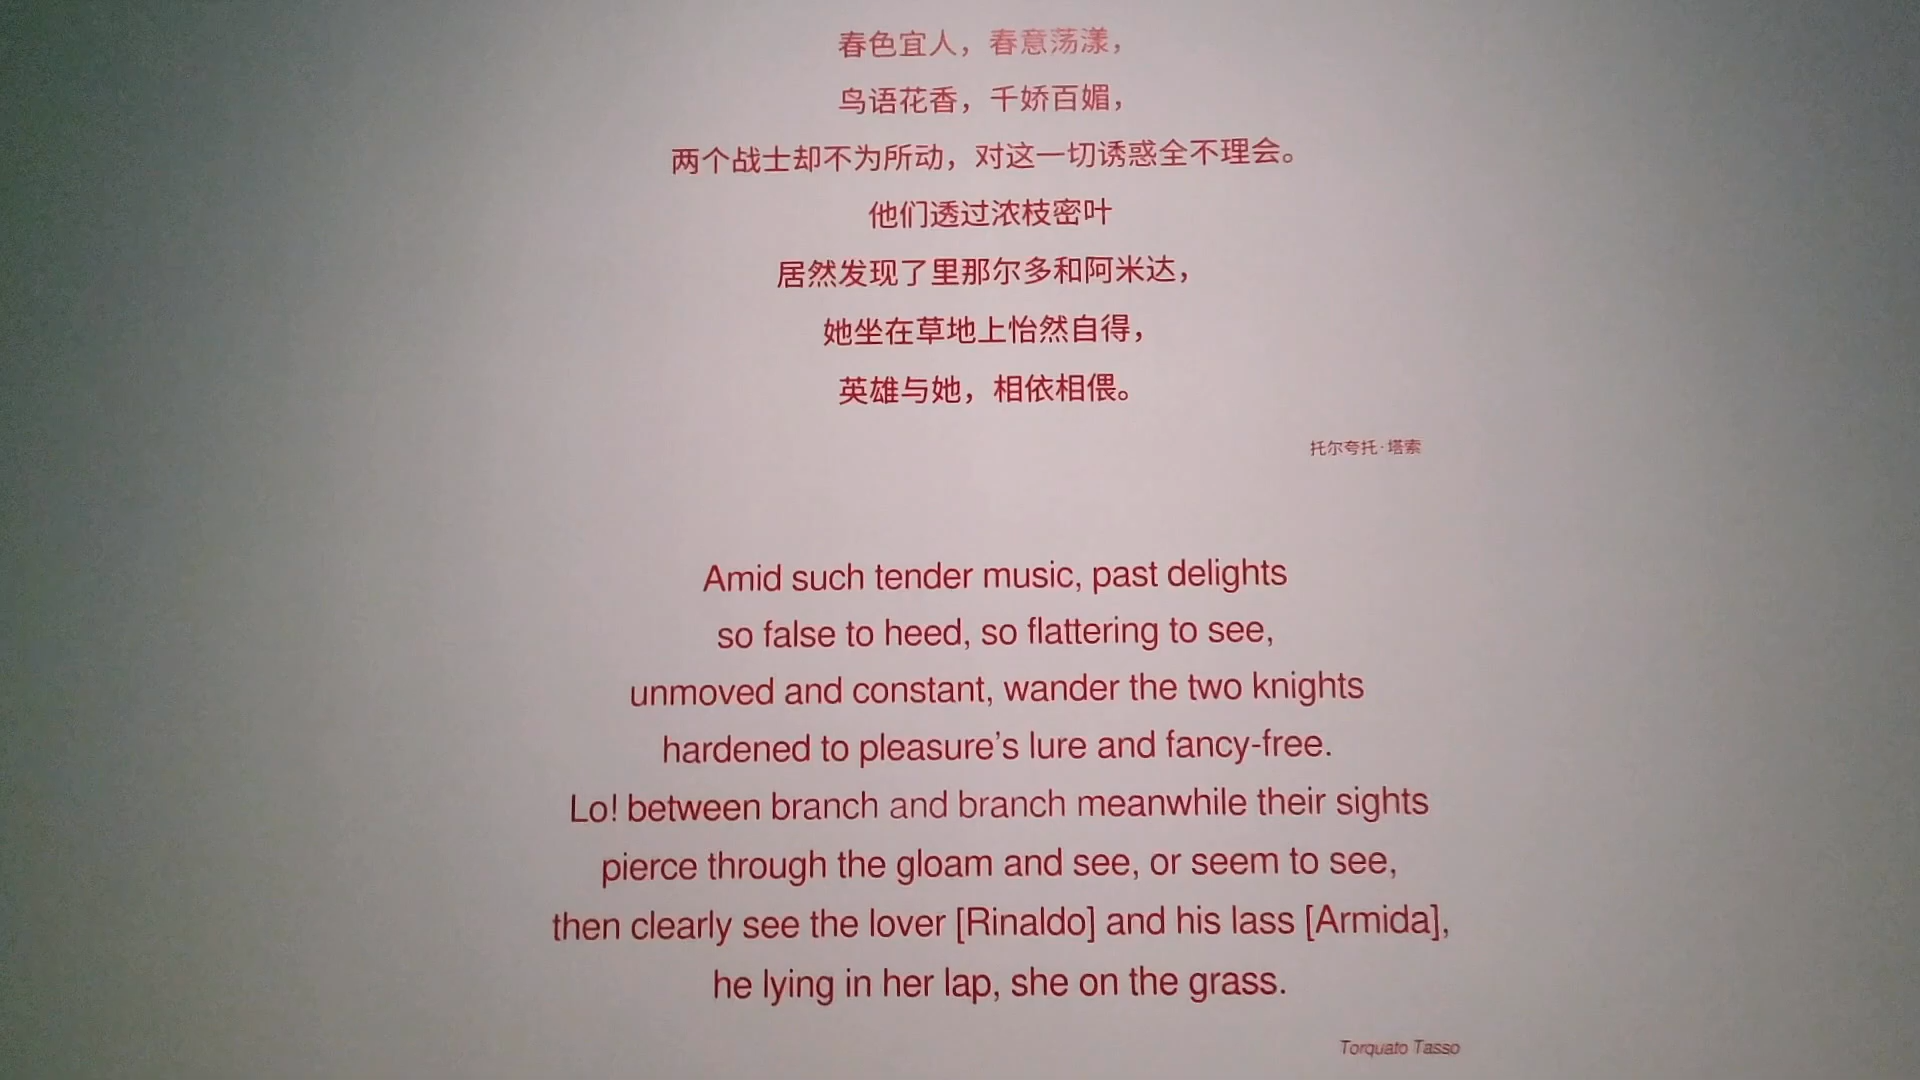 春色宜人，春意荡漾，
鸟语花香，千娇百媚，
两个战士却不为所动，对这一切诱惑全不理会。
他们透过浓枝密叶
居然发现了里那尔多和阿米达，
她坐在草地上怡然自得，
英雄与她，相依相偎。
托尔夸托·塔索
Amid such tender music, past delights
so false to heed, so flattering to see,
unmoved and constant, wander the two knights
hardened to pleasure’s lure and fancy-free.
Lo! between branch and branch meanwhile their sights
pierce through the gloam and see, or seem to see,
then clearly see the lover [Rinaldo] and his lass [Armida],
he lying in her lap, she on the grass.
Torquato Tasso